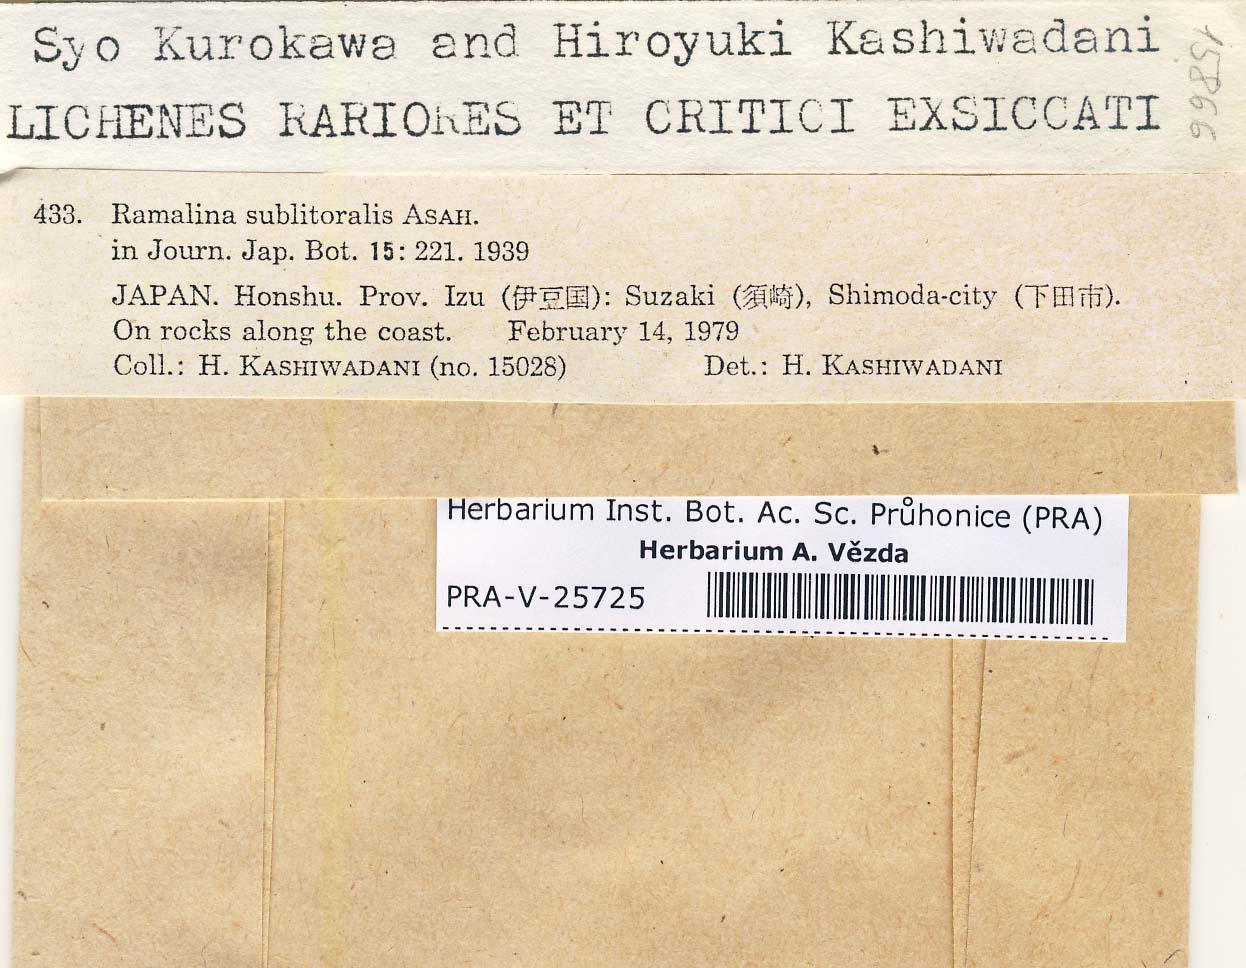 Syo Kurokawa and Hiroyuki Kashiwadani
LICHENES RARIORES ET CRITICI EXSICCATI
15866
433. Ramalina sublitoralis ASAH.
in Journ. Jap. Bot. 15: 221. 1939
JAPAN. Honshu. Prov. Izu (伊豆国): Suzaki (須崎), Shimoda-city (下田市).
On rocks along the coast. February 14, 1979
Coll.: H. KASHIWADANI (no. 15028) Det.: H. KASHIWADANI
Herbarium Inst. Bot. Ac. Sc. Průhonice (PRA)
Herbarium A. Vězda
PRA-V-25725